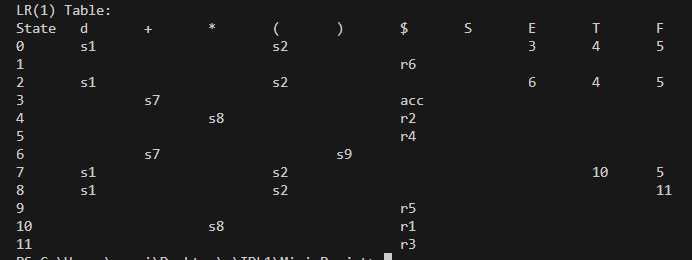 LR(1) Table:
State d + * ( ) $ S E T F
0 s1 s2 3 4 5
1 r6
2 s1 s2 6 4 5
3 s7 acc
4 s8 r2
5 r4
6 s7 s9
7 s1 s2 10 5
8 s1 s2 11
9 r5
10 s8 r1
11 r3